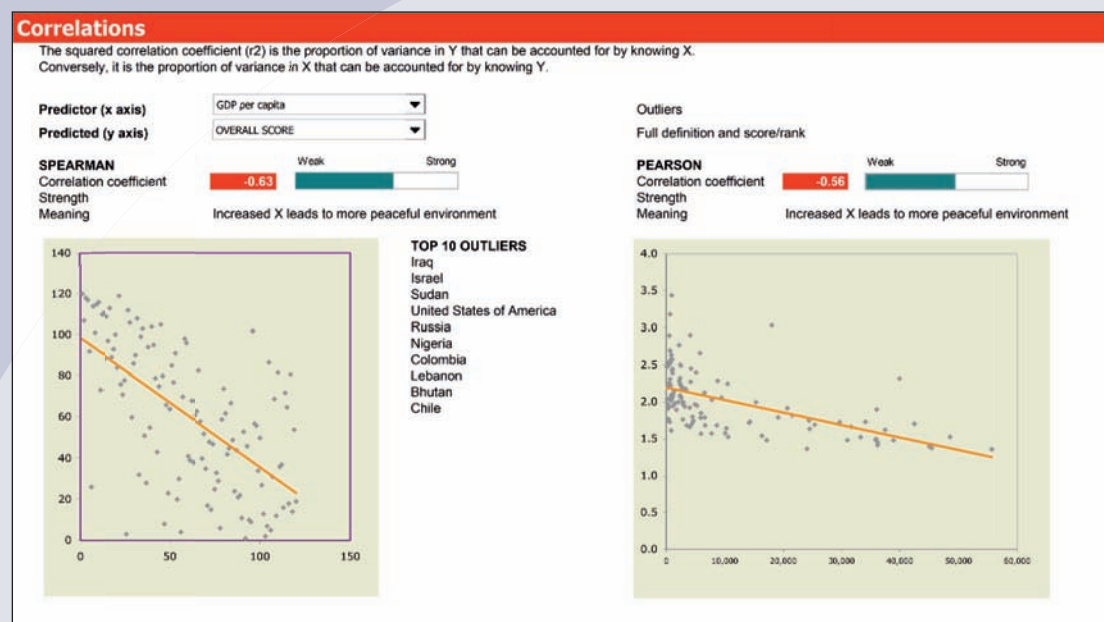 Correlations
The squared correlation coefficient (r2) is the proportion of variance in Y that can be accounted for by knowing X.
Conversely, it is the proportion of variance in X that can be accounted for by knowing Y.
Predictor (x axis) GDP per capita
Predicted (y axis) OVERALL SCORE
Outliers
Full definition and score/rank
SPEARMAN Weak Strong
Correlation coefficient -0.63
Strength
Meaning Increased X leads to more peaceful environment
PEARSON Weak Strong
Correlation coefficient -0.56
Strength
Meaning Increased X leads to more peaceful environment
140
120
100
80
60
40
20
0
0 50 100 150
TOP 10 OUTLIERS
Iraq
Israel
Sudan
United States of America
Russia
Nigeria
Colombia
Lebanon
Bhutan
Chile
4.0
3.5
3.0
2.5
2.0
1.5
1.0
0.5
0.0
0 10,000 20,000 30,000 40,000 50,000 60,000